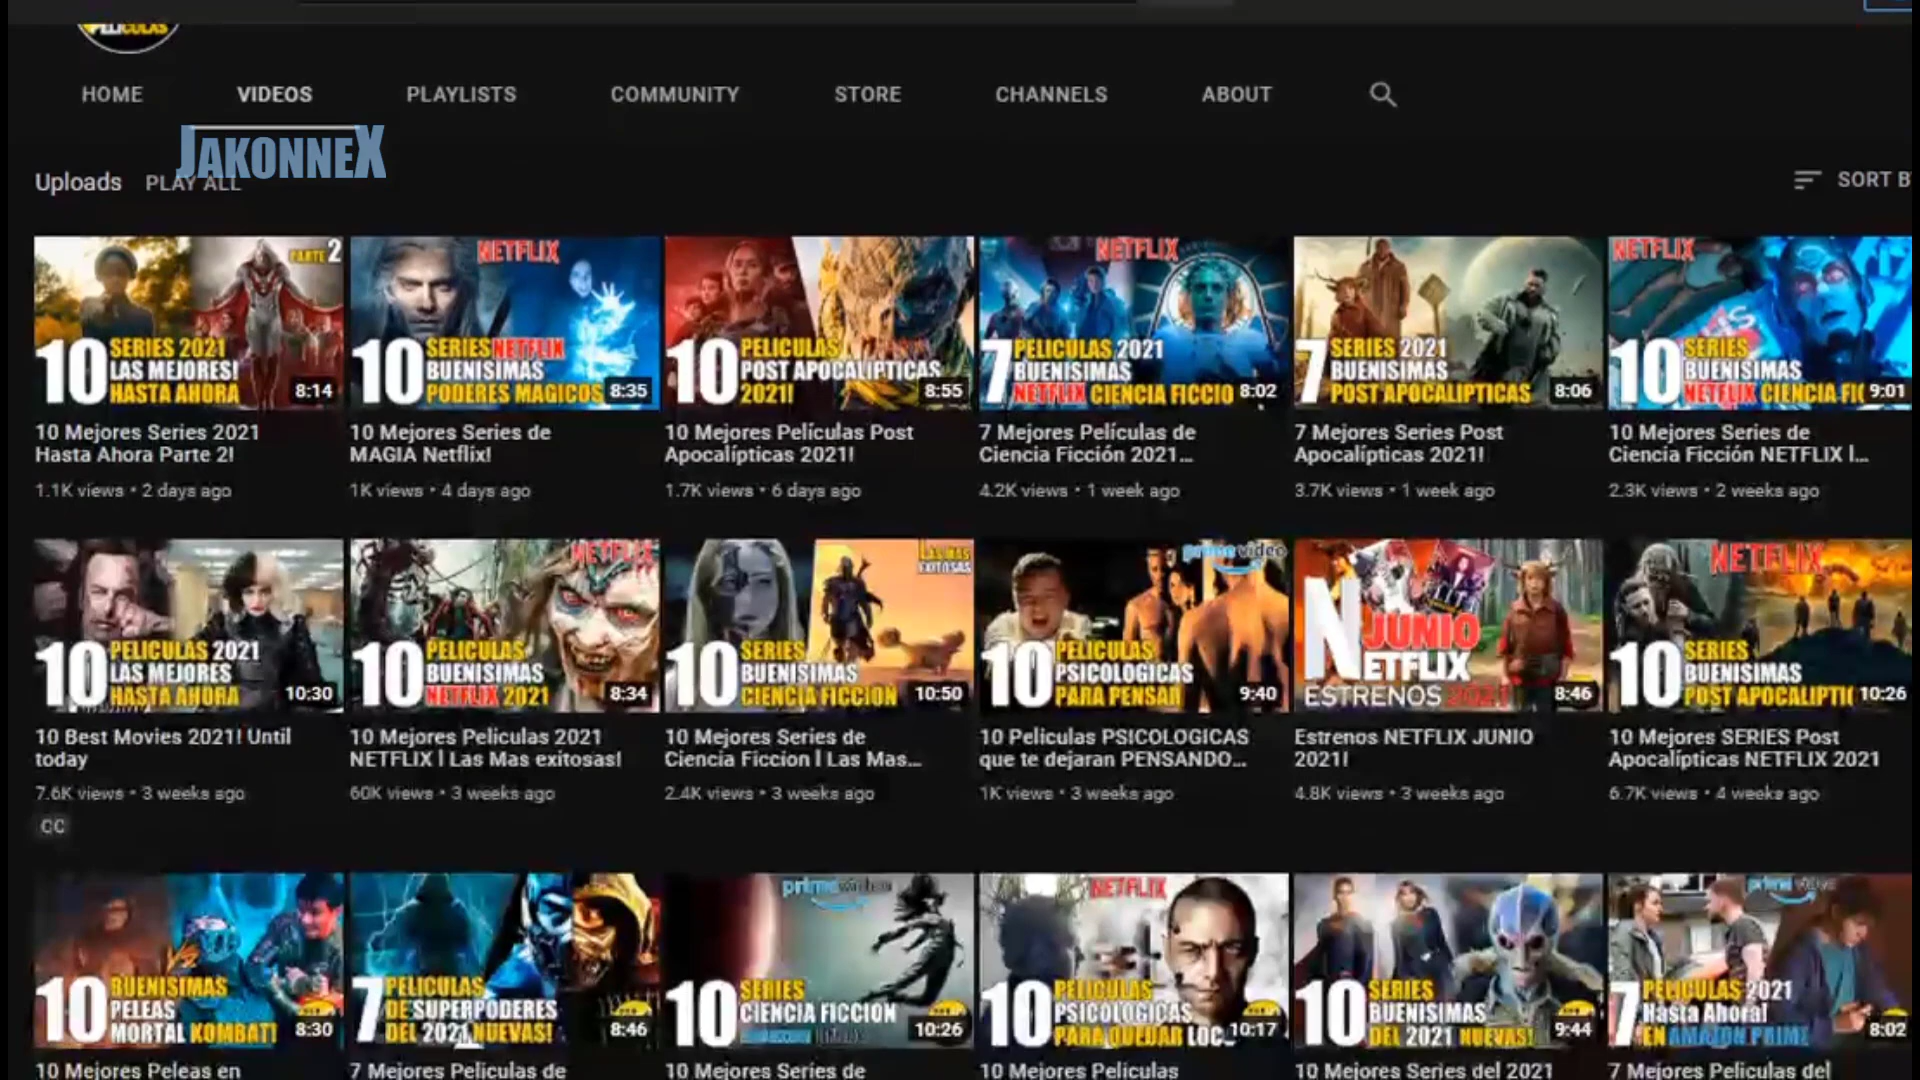 PELICULAS
HOME VIDEOS PLAYLISTS COMMUNITY STORE CHANNELS ABOUT
JAKONNEX
Uploads PLAY ALL
SORT BY
PARTE 2
10 SERIES 2021
LAS MEJORES!
HASTA AHORA
8:14
NETFLIX
10 SERIES NETFLIX
BUENISIMAS
PODERES MAGICOS
8:35
10 PELICULAS
POST APOCALIPTICAS
2021!
8:55
NETFLIX
7 PELICULAS 2021
BUENISIMAS
NETFLIX CIENCIA FICCIO
8:02
7 SERIES 2021
BUENISIMAS
POST APOCALIPTICAS
8:06
NETFLIX
10 SERIES
BUENISIMAS
NETFLIX CIENCIA FIC
9:01
10 Mejores Series 2021
Hasta Ahora Parte 2!
1.1K views • 2 days ago
10 Mejores Series de
MAGIA Netflix!
1K views • 4 days ago
10 Mejores Películas Post
Apocalípticas 2021!
1.7K views • 6 days ago
7 Mejores Películas de
Ciencia Ficción 2021...
4.2K views • 1 week ago
7 Mejores Series Post
Apocalípticas 2021!
3.7K views • 1 week ago
10 Mejores Series de
Ciencia Ficción NETFLIX l...
2.3K views • 2 weeks ago
10 PELICULAS 2021
LAS MEJORES
HASTA AHORA
10:30
NETFLIX
10 PELICULAS
BUENISIMAS
NETFLIX 2021
8:34
LAS MAS
EXITOSAS
10 SERIES
BUENISIMAS
CIENCIA FICCION
10:50
prime video
10 PELICULAS
PSICOLOGICAS
PARA PENSAR
9:40
JUNIO
NETFLIX
ESTRENOS 2021
8:46
NETFLIX
10 SERIES
BUENISIMAS
POST APOCALIPTI
10:26
10 Best Movies 2021! Until
today
7.6K views • 3 weeks ago
CC
10 Mejores Peliculas 2021
NETFLIX l Las Mas exitosas!
60K views • 3 weeks ago
10 Mejores Series de
Ciencia Ficcion l Las Mas...
2.4K views • 3 weeks ago
10 Peliculas PSICOLOGICAS
que te dejaran PENSANDO...
1K views • 3 weeks ago
Estrenos NETFLIX JUNIO
2021!
4.8K views • 3 weeks ago
10 Mejores SERIES Post
Apocalípticas NETFLIX 2021
6.7K views • 4 weeks ago
VS
10 BUENISIMAS
PELEAS
MORTAL KOMBAT!
8:30
7 PELICULAS
DE SUPERPODERES
DEL 2021 NUEVAS!
8:46
prime video
10 SERIES
CIENCIA FICCION
10:26
NETFLIX
10 PELICULAS
PSICOLOGICAS
PARA QUEDAR LOC
10:17
10 SERIES
BUENISIMAS
DEL 2021 NUEVAS!
9:44
prime video
7 PELICULAS 2021
Hasta Ahora!
EN AMAZON PRIME
8:02
10 Mejores Peleas en
7 Mejores Peliculas de
10 Mejores Series de
10 Mejores Peliculas
10 Mejores Series del 2021
7 Mejores Peliculas del